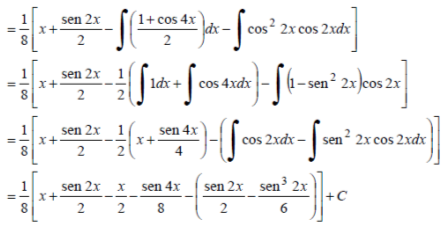 = 1/8 [ x + sen 2x/2 − ∫ ( (1 + cos 4x)/2 ) dx − ∫ cos² 2x cos 2xdx ]
= 1/8 [ x + sen 2x/2 − 1/2 ( ∫ 1dx + ∫ cos 4xdx ) − ∫ (1 − sen² 2x) cos 2x ]
= 1/8 [ x + sen 2x/2 − 1/2 ( x + sen 4x/4 ) − ( ∫ cos 2xdx − ∫ sen² 2x cos 2xdx ) ]
= 1/8 [ x + sen 2x/2 − x/2 − sen 4x/8 − ( sen 2x/2 − sen³ 2x/6 ) ] + C